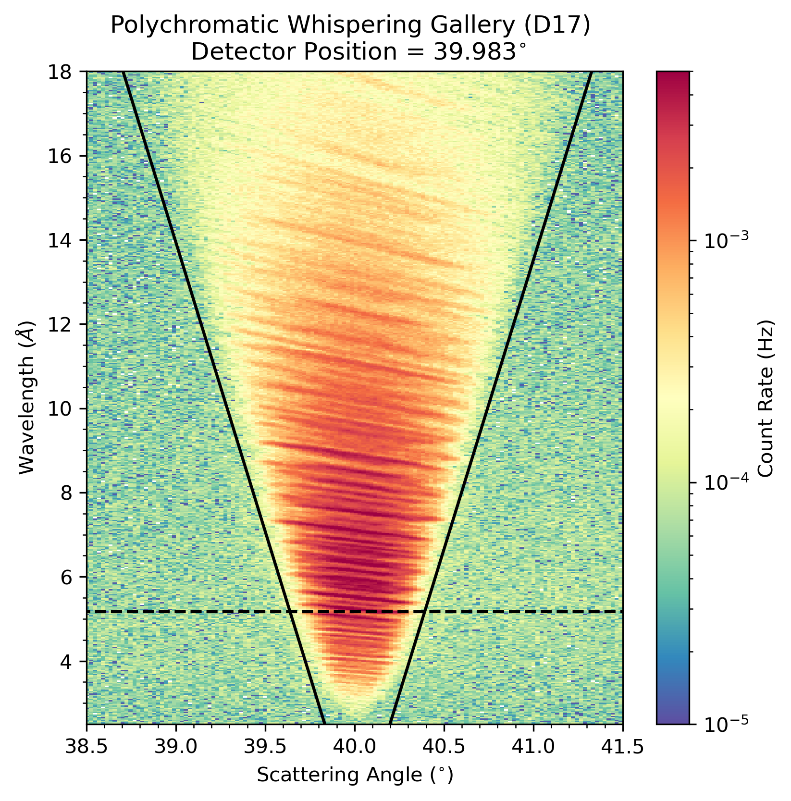 Polychromatic Whispering Gallery (D17)
Detector Position = 39.983°
18
16
14
12
10
8
6
4
Wavelength (Å)
38.5 39.0 39.5 40.0 40.5 41.0 41.5
Scattering Angle (°)
10⁻³
10⁻⁴
10⁻⁵
Count Rate (Hz)